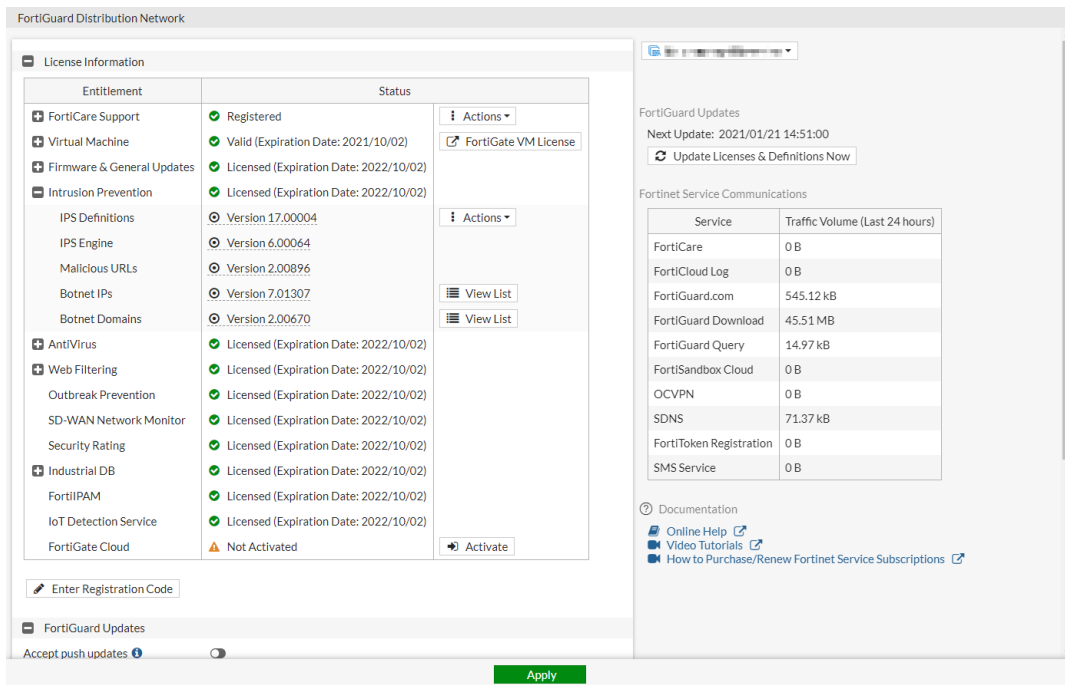 FortiGuard Distribution Network
License Information
Entitlement Status
FortiCare Support Registered Actions
Virtual Machine Valid (Expiration Date: 2021/10/02) FortiGate VM License
Firmware & General Updates Licensed (Expiration Date: 2022/10/02)
Intrusion Prevention Licensed (Expiration Date: 2022/10/02)
IPS Definitions Version 17.00004 Actions
IPS Engine Version 6.00064
Malicious URLs Version 2.00896
Botnet IPs Version 7.01307 View List
Botnet Domains Version 2.00670 View List
AntiVirus Licensed (Expiration Date: 2022/10/02)
Web Filtering Licensed (Expiration Date: 2022/10/02)
Outbreak Prevention Licensed (Expiration Date: 2022/10/02)
SD-WAN Network Monitor Licensed (Expiration Date: 2022/10/02)
Security Rating Licensed (Expiration Date: 2022/10/02)
Industrial DB Licensed (Expiration Date: 2022/10/02)
FortiIPAM Licensed (Expiration Date: 2022/10/02)
IoT Detection Service Licensed (Expiration Date: 2022/10/02)
FortiGate Cloud Not Activated Activate
Enter Registration Code
FortiGuard Updates
Accept push updates
Apply
FortiGuard Updates
Next Update: 2021/01/21 14:51:00
Update Licenses & Definitions Now
Fortinet Service Communications
Service Traffic Volume (Last 24 hours)
FortiCare 0 B
FortiCloud Log 0 B
FortiGuard.com 545.12 kB
FortiGuard Download 45.51 MB
FortiGuard Query 14.97 kB
FortiSandbox Cloud 0 B
OCVPN 0 B
SDNS 71.37 kB
FortiToken Registration 0 B
SMS Service 0 B
Documentation
Online Help
Video Tutorials
How to Purchase/Renew Fortinet Service Subscriptions